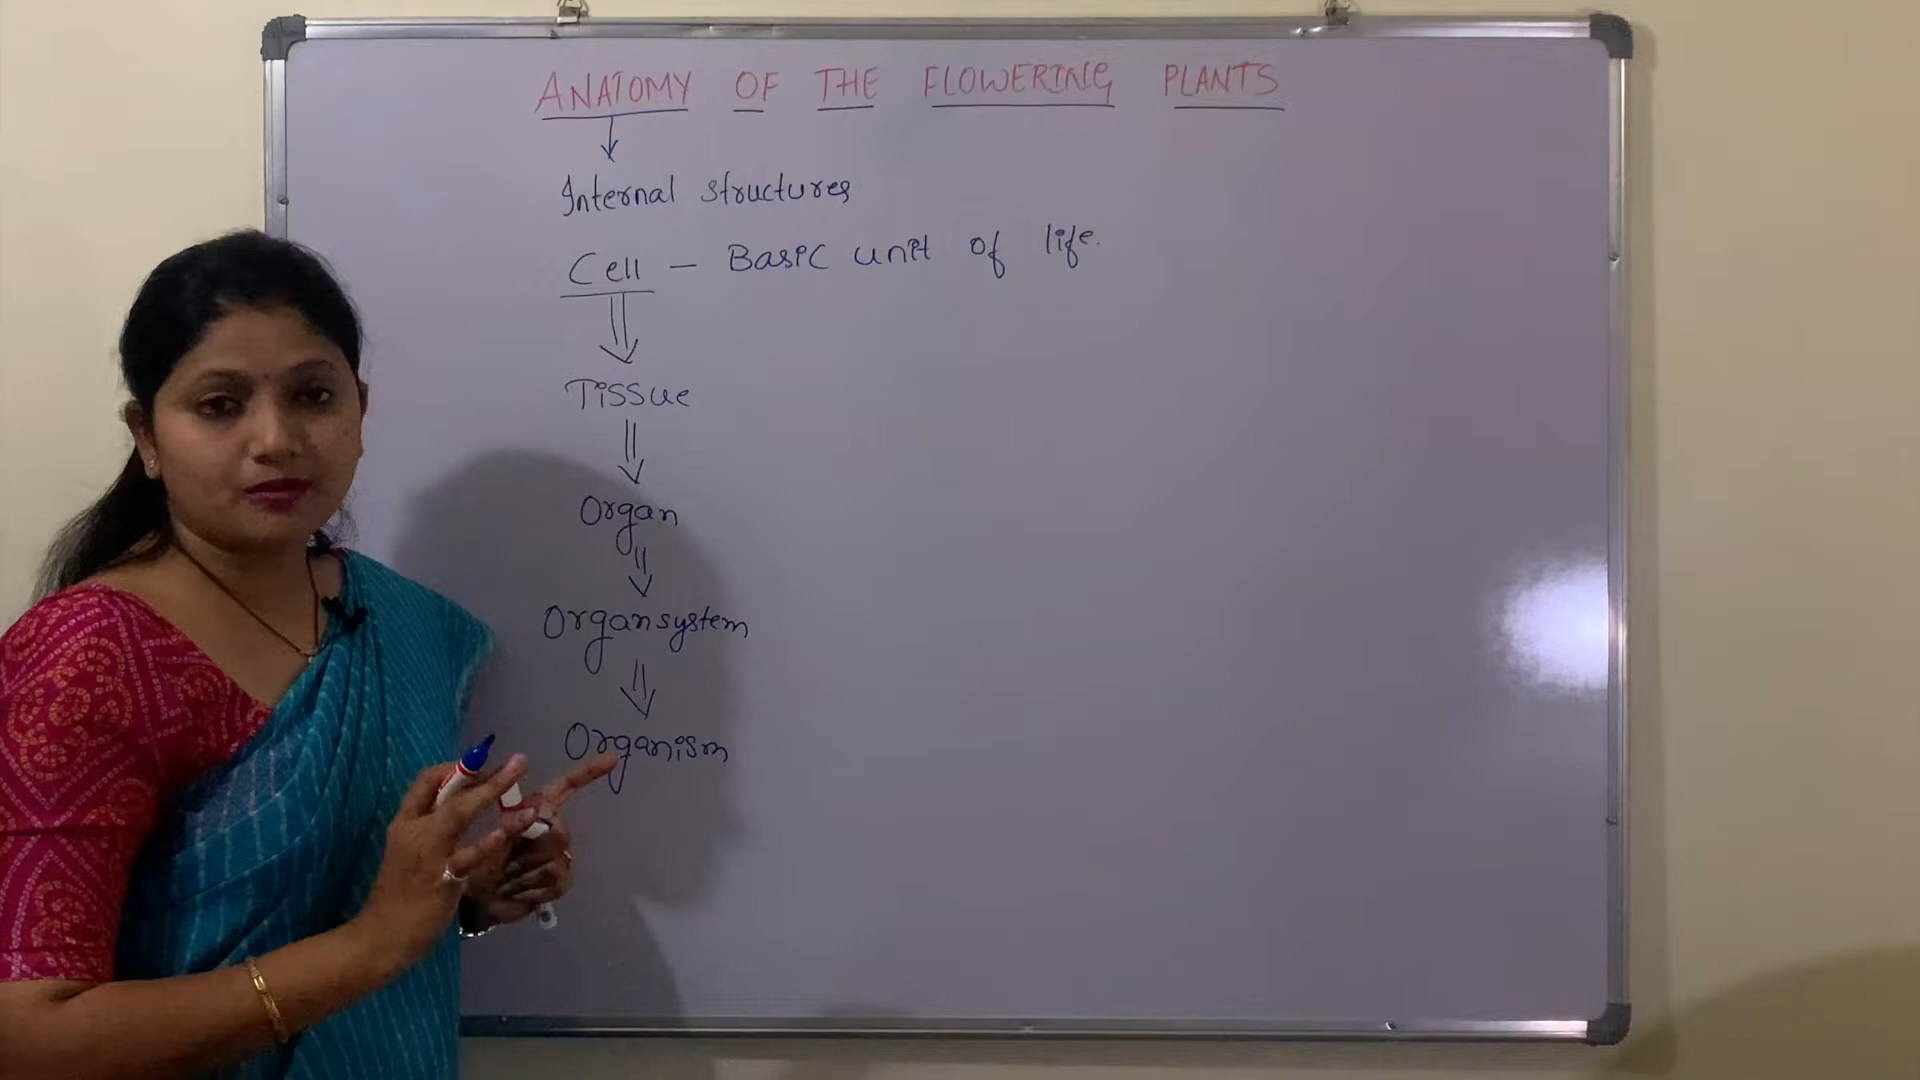 ANATOMY OF THE FLOWERING PLANTS
Internal structures
Cell – Basic unit of life.
Tissue
Organ
Organsystem
Organism